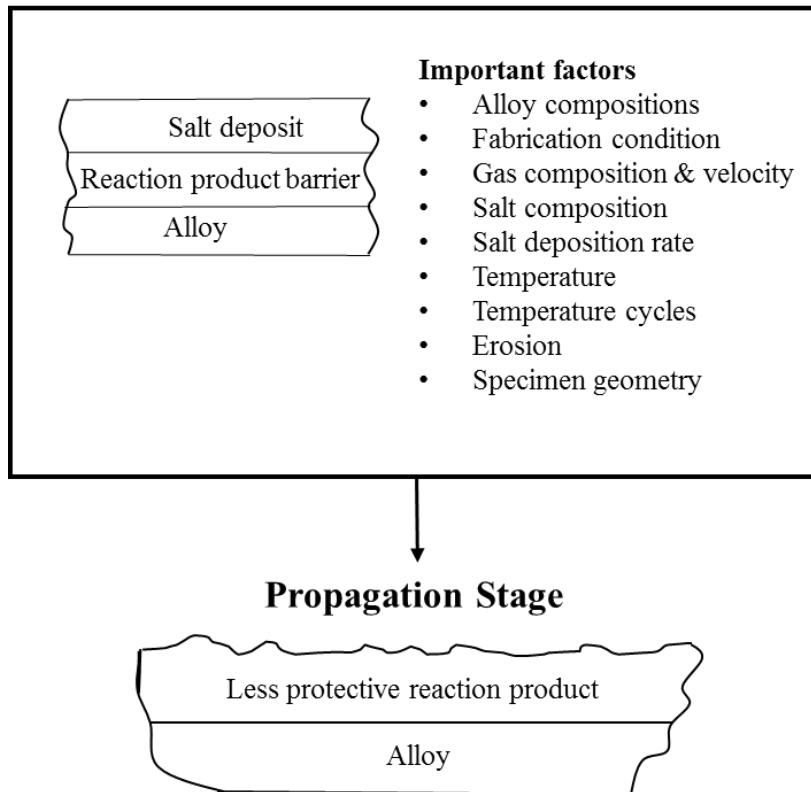 Salt deposit
Reaction product barrier
Alloy
Important factors
• Alloy compositions
• Fabrication condition
• Gas composition & velocity
• Salt composition
• Salt deposition rate
• Temperature
• Temperature cycles
• Erosion
• Specimen geometry
Propagation Stage
Less protective reaction product
Alloy